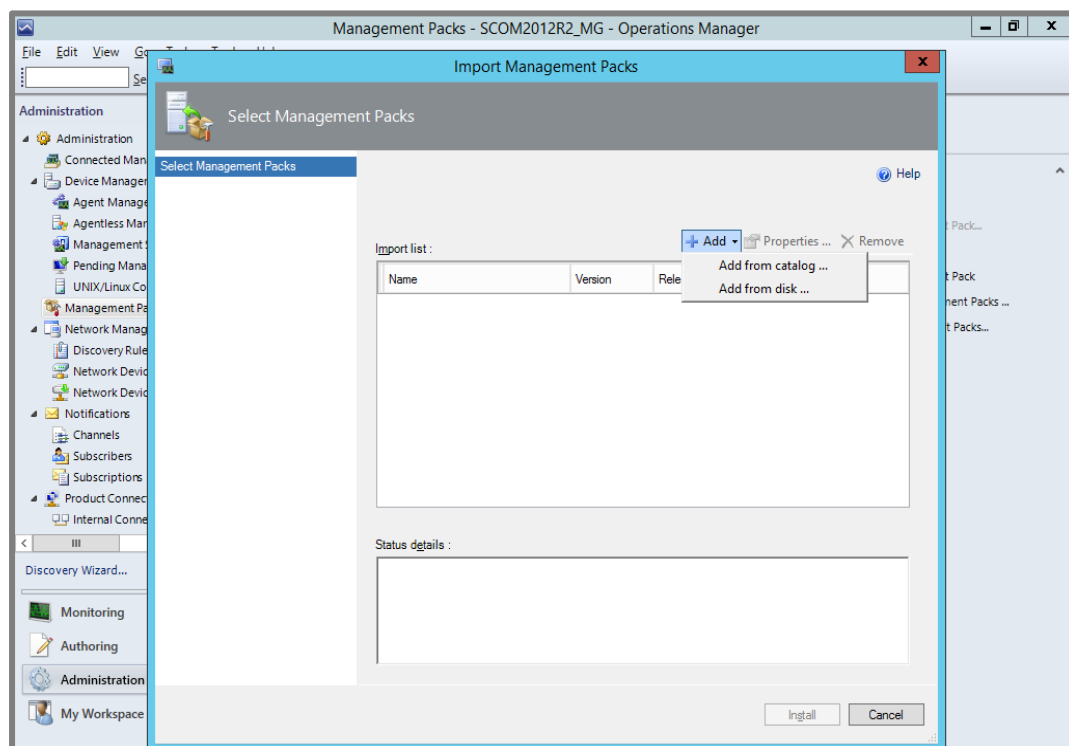 Management Packs - SCOM2012R2_MG - Operations Manager
File Edit View
Import Management Packs
Select Management Packs
Administration
Administration
Connected Man
Device Manager
Agent Manage
Agentless Mar
Management
Pending Mana
UNIX/Linux Co
Management Pa
Network Manag
Discovery Rule
Network Devic
Network Devic
Notifications
Channels
Subscribers
Subscriptions
Product Connec
Internal Conne
Discovery Wizard...
Monitoring
Authoring
Administration
My Workspace
Select Management Packs
Help
Import list :
Add Properties ... Remove
Add from catalog ...
Add from disk ...
Name Version Rele
Status details :
Install Cancel
t Pack...
t Pack
nent Packs ...
t Packs...